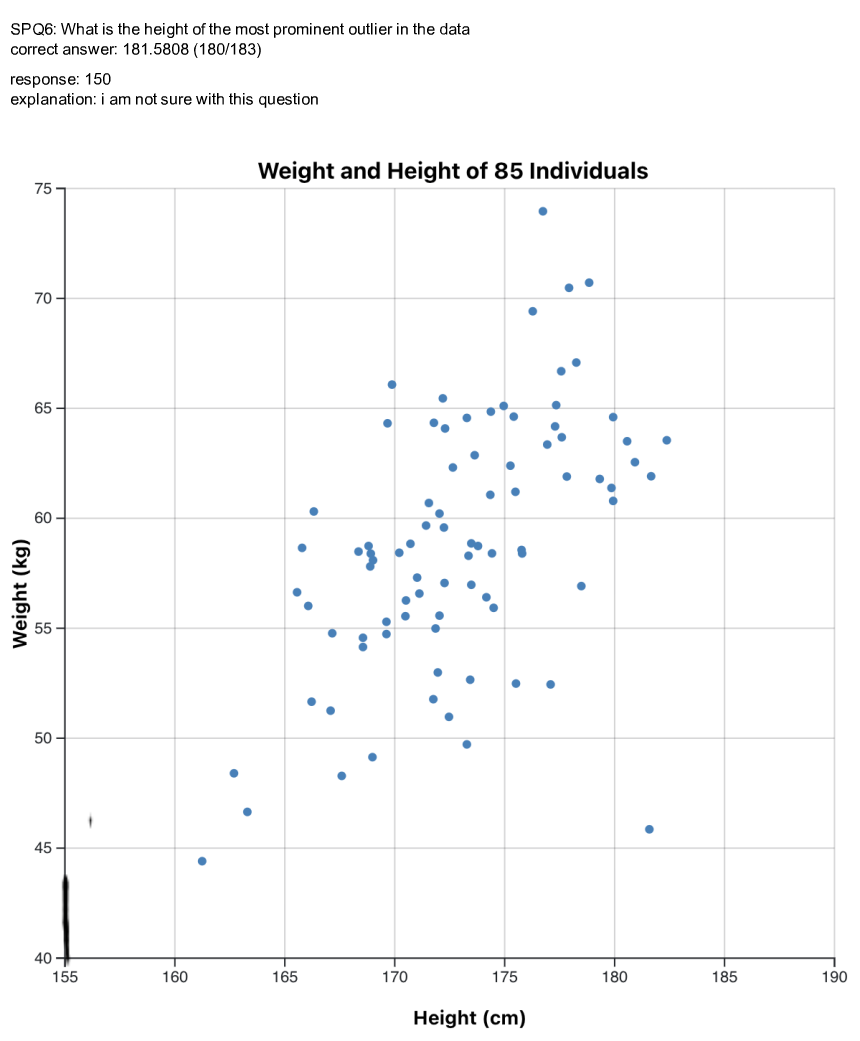 SPQ6: What is the height of the most prominent outlier in the data
correct answer: 181.5808 (180/183)
response: 150
explanation: i am not sure with this question
Weight and Height of 85 Individuals
75
70
65
60
55
50
45
40
Weight (kg)
155 160 165 170 175 180 185 190
Height (cm)